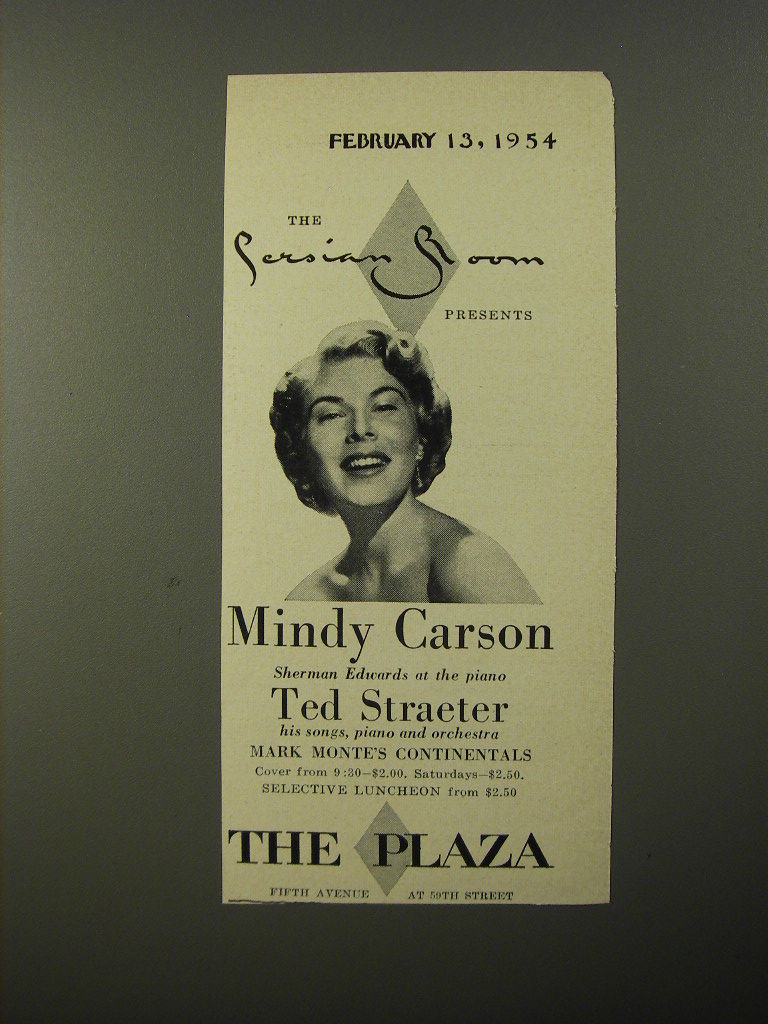 FEBRUARY 13, 1954
THE
Persian Room
PRESENTS
Mindy Carson
Sherman Edwards at the piano
Ted Straeter
his songs, piano and orchestra
MARK MONTE'S CONTINENTALS
Cover from 9:30—$2.00. Saturdays—$2.50.
SELECTIVE LUNCHEON from $2.50
THE PLAZA
FIFTH AVENUE AT 59TH STREET